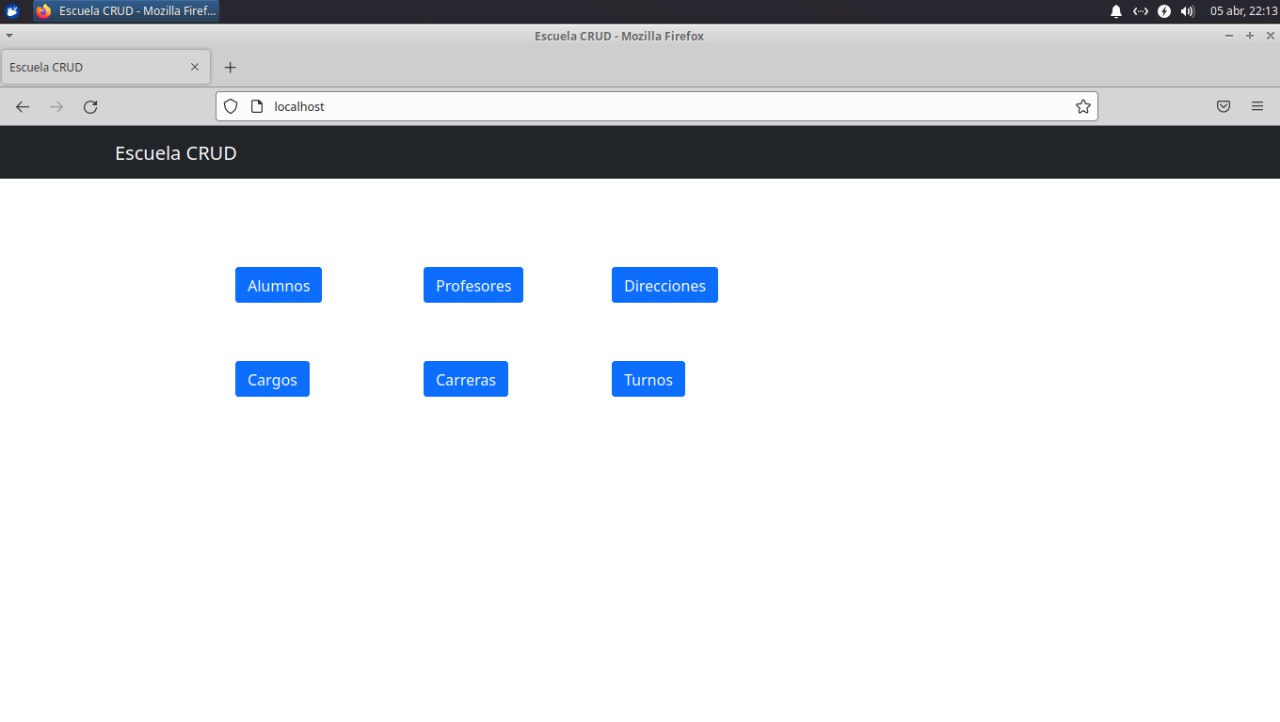 Escuela CRUD - Mozilla Firef...
05 abr, 22:13
Escuela CRUD - Mozilla Firefox
Escuela CRUD
localhost
Escuela CRUD
Alumnos Profesores Direcciones
Cargos Carreras Turnos